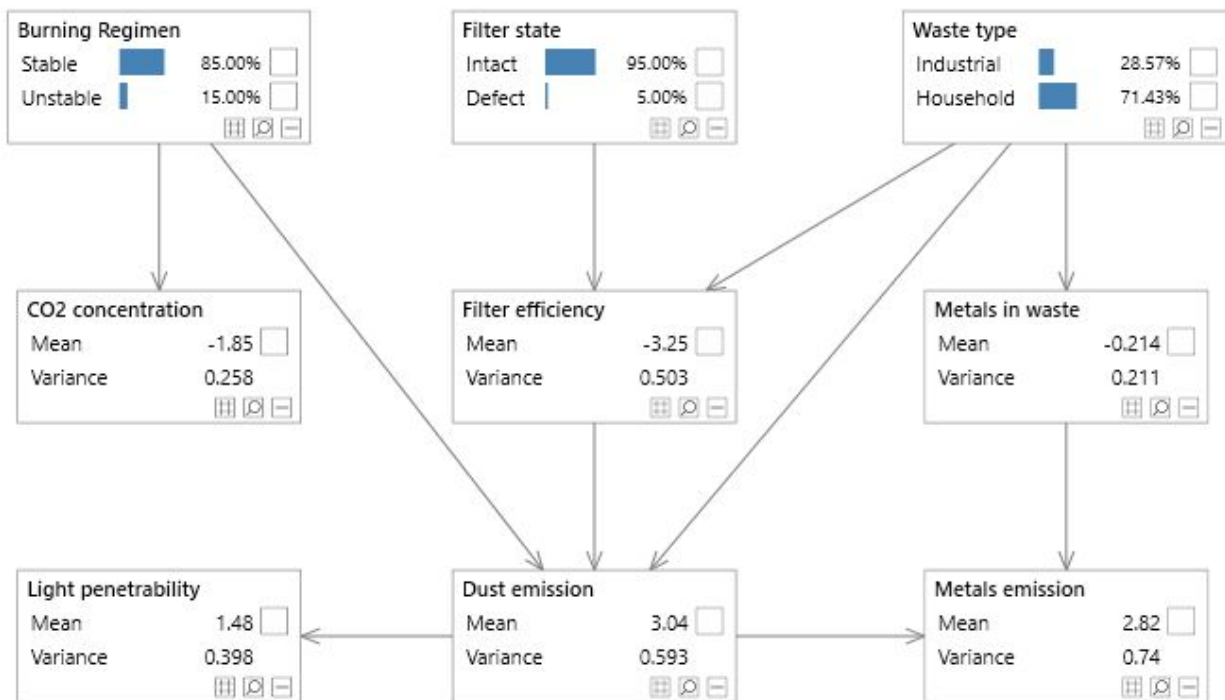 Burning Regimen
Stable 85.00%
Unstable 15.00%
Filter state
Intact 95.00%
Defect 5.00%
Waste type
Industrial 28.57%
Household 71.43%
CO2 concentration
Mean -1.85
Variance 0.258
Filter efficiency
Mean -3.25
Variance 0.503
Metals in waste
Mean -0.214
Variance 0.211
Light penetrability
Mean 1.48
Variance 0.398
Dust emission
Mean 3.04
Variance 0.593
Metals emission
Mean 2.82
Variance 0.74